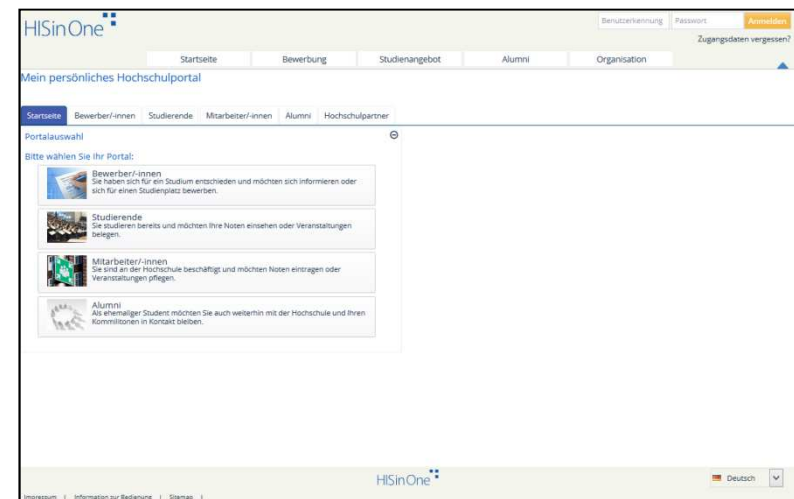 HISinOne
Benutzerkennung Passwort Anmelden
Zugangsdaten vergessen?
Startseite Bewerbung Studienangebot Alumni Organisation
Mein persönliches Hochschulportal
Startseite Bewerber/-innen Studierende Mitarbeiter/-innen Alumni Hochschulpartner
Portalauswahl
Bitte wählen Sie Ihr Portal:
Bewerber/-innen
Sie haben sich für ein Studium entschieden und möchten sich informieren oder
sich für einen Studienplatz bewerben.
Studierende
Sie studieren bereits und möchten Ihre Noten einsehen oder Veranstaltungen
belegen.
Mitarbeiter/-innen
Sie sind an der Hochschule beschäftigt und möchten Noten eintragen oder
Veranstaltungen pflegen.
Alumni
Als ehemaliger Student möchten Sie auch weiterhin mit der Hochschule und Ihren
Kommilitonen in Kontakt bleiben.
HISinOne
Deutsch
Impressum | Information zur Bedienung | Sitemap |